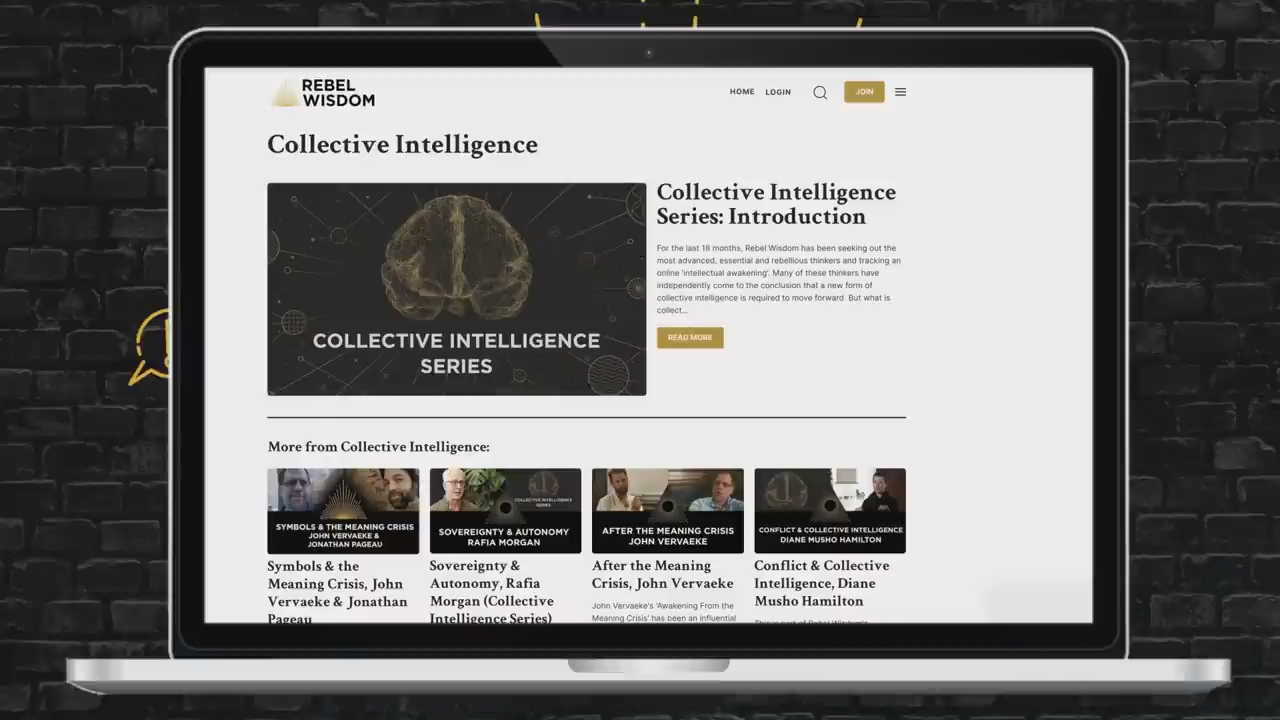 REBEL
WISDOM
HOME
LOGIN
JOIN
Collective Intelligence
COLLECTIVE INTELLIGENCE
SERIES
Collective Intelligence
Series: Introduction
For the last 18 months, Rebel Wisdom has been seeking out the
most advanced, essential and rebellious thinkers and tracking an
online 'intellectual awakening'. Many of these thinkers have
independently come to the conclusion that a new form of
collective intelligence is required to move forward. But what is
collect...
READ MORE
More from Collective Intelligence:
SYMBOLS & THE MEANING CRISIS
JOHN VERVAEKE &
JONATHAN PAGEAU
Symbols & the
Meaning Crisis, John
Vervaeke & Jonathan
Pageau
COLLECTIVE INTELLIGENCE
SERIES
SOVEREIGNTY & AUTONOMY
RAFIA MORGAN
Sovereignty &
Autonomy, Rafia
Morgan (Collective
Intelligence Series)
AFTER THE MEANING CRISIS
JOHN VERVAEKE
After the Meaning
Crisis, John Vervaeke
John Vervaeke's 'Awakening From the
Meaning Crisis' has been an influential
CONFLICT & COLLECTIVE INTELLIGENCE
DIANE MUSHO HAMILTON
Conflict & Collective
Intelligence, Diane
Musho Hamilton